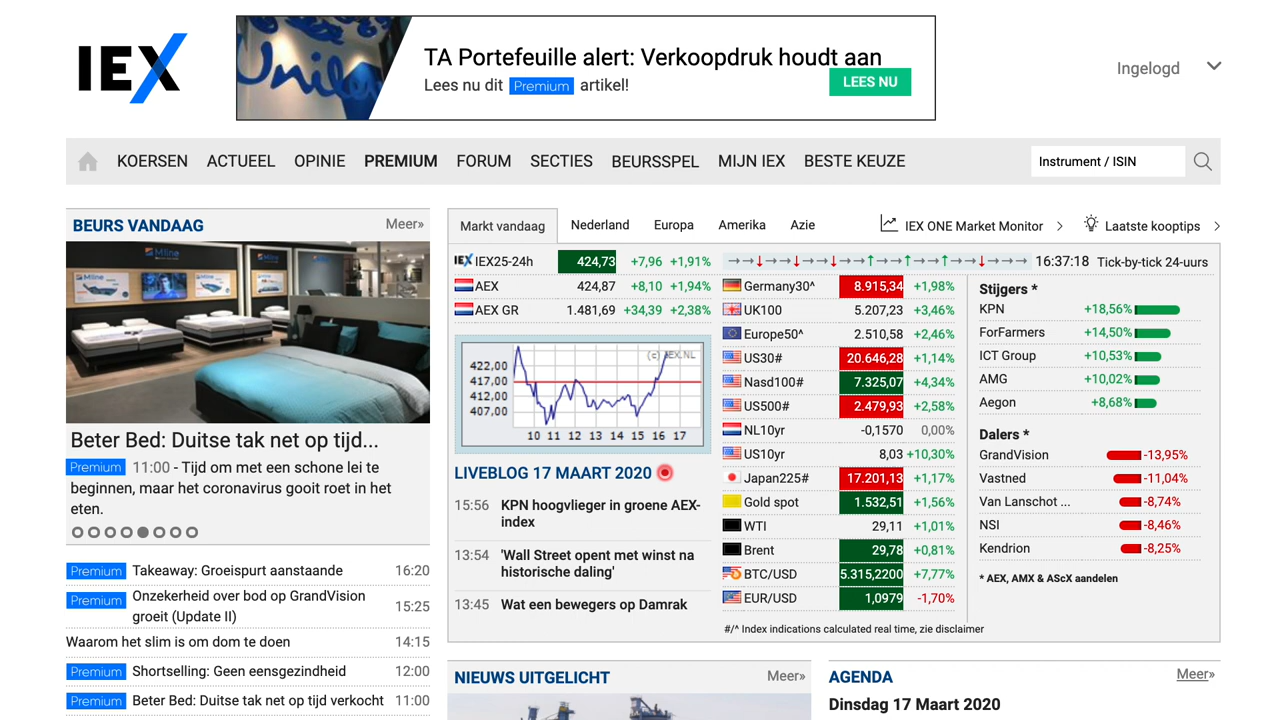 IEX
Unilev
TA Portefeuille alert: Verkoopdruk houdt aan
Lees nu dit Premium artikel!
LEES NU
Ingelogd
KOERSEN ACTUEEL OPINIE PREMIUM FORUM SECTIES BEURSSPEL MIJN IEX BESTE KEUZE
Instrument / ISIN
BEURS VANDAAG Meer»
Beter Bed: Duitse tak net op tijd...
Premium 11:00 - Tijd om met een schone lei te
beginnen, maar het coronavirus gooit roet in het
eten.
Premium Takeaway: Groeispurt aanstaande 16:20
Premium Onzekerheid over bod op GrandVision
groeit (Update II) 15:25
Waarom het slim is om dom te doen 14:15
Premium Shortselling: Geen eensgezindheid 12:00
Premium Beter Bed: Duitse tak net op tijd verkocht 11:00
Markt vandaag Nederland Europa Amerika Azie
IEX ONE Market Monitor
Laatste kooptips
IEX IEX25-24h 424,73 +7,96 +1,91%
AEX 424,87 +8,10 +1,94%
AEX GR 1.481,69 +34,39 +2,38%
(c) IEX.NL
422,00
417,00
412,00
407,00
10 11 12 13 14 15 16 17
LIVEBLOG 17 MAART 2020
15:56 KPN hoogvlieger in groene AEX-
index
13:54 'Wall Street opent met winst na
historische daling'
13:45 Wat een bewegers op Damrak
16:37:18 Tick-by-tick 24-uurs
Germany30^ 8.915,34 +1,98%
UK100 5.207,23 +3,46%
Europe50^ 2.510,58 +2,46%
US30# 20.646,28 +1,14%
Nasd100# 7.325,07 +4,34%
US500# 2.479,93 +2,58%
NL10yr -0,1570 0,00%
US10yr 8,03 +10,30%
Japan225# 17.201,13 +1,17%
Gold spot 1.532,51 +1,56%
WTI 29,11 +1,01%
Brent 29,78 +0,81%
BTC/USD 5.315,2200 +7,77%
EUR/USD 1,0979 -1,70%
#/^ Index indications calculated real time, zie disclaimer
Stijgers *
KPN +18,56%
ForFarmers +14,50%
ICT Group +10,53%
AMG +10,02%
Aegon +8,68%
Dalers *
GrandVision -13,95%
Vastned -11,04%
Van Lanschot ... -8,74%
NSI -8,46%
Kendrion -8,25%
* AEX, AMX & AScX aandelen
NIEUWS UITGELICHT Meer»
AGENDA Meer»
Dinsdag 17 Maart 2020